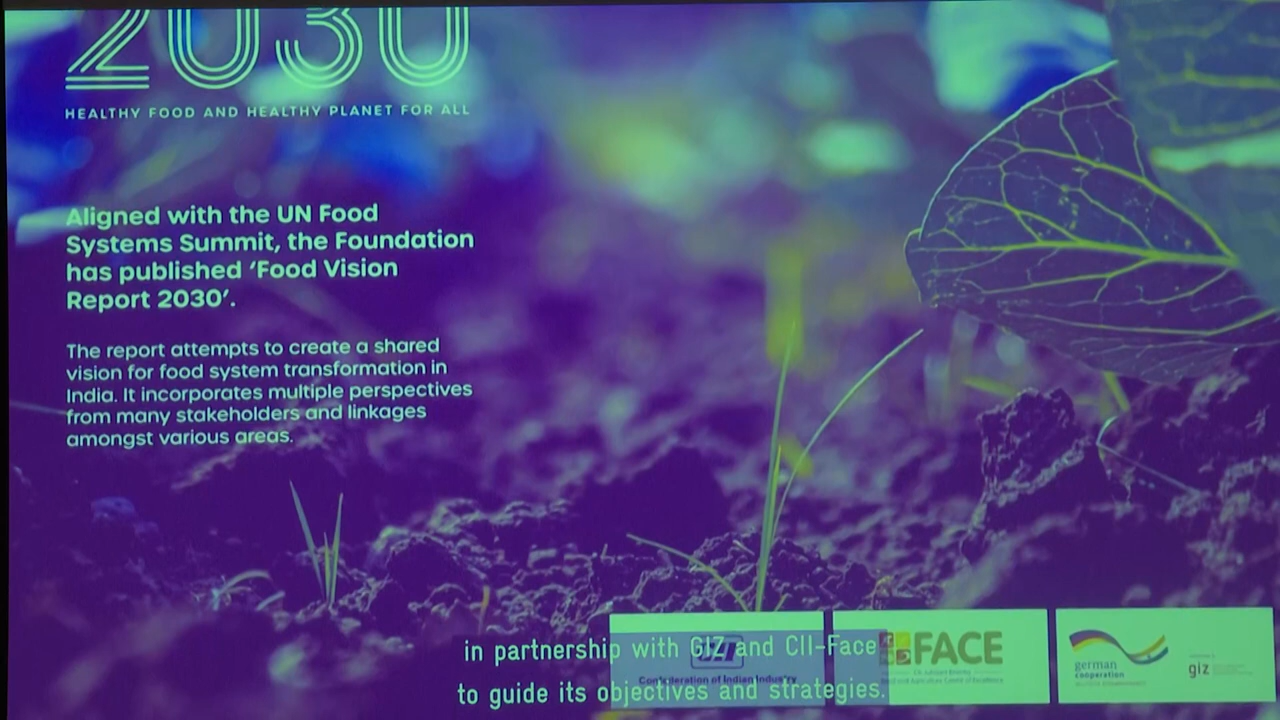 2030
HEALTHY FOOD AND HEALTHY PLANET FOR ALL
Aligned with the UN Food
Systems Summit, the Foundation
has published ‘Food Vision
Report 2030’.
The report attempts to create a shared
vision for food system transformation in
India. It incorporates multiple perspectives
from many stakeholders and linkages
amongst various areas.
in partnership with GIZ and CII-Face
to guide its objectives and strategies.
CII
Confederation of Indian Industry
FACE
german
cooperation
giz